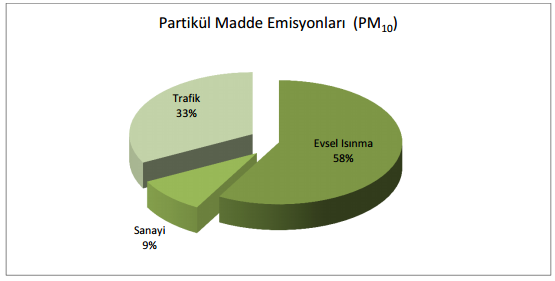 Partikül Madde Emisyonları (PM₁₀)
Trafik
33%
Evsel Isınma
58%
Sanayi
9%